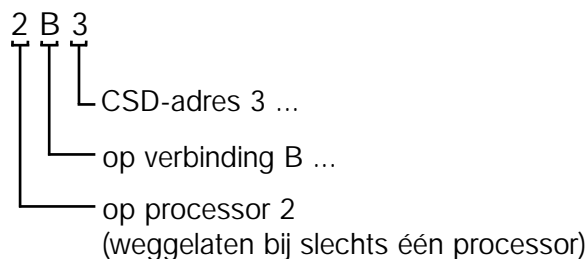 2 B 3
CSD-adres 3 ...
op verbinding B ...
op processor 2
(weggelaten bij slechts één processor)